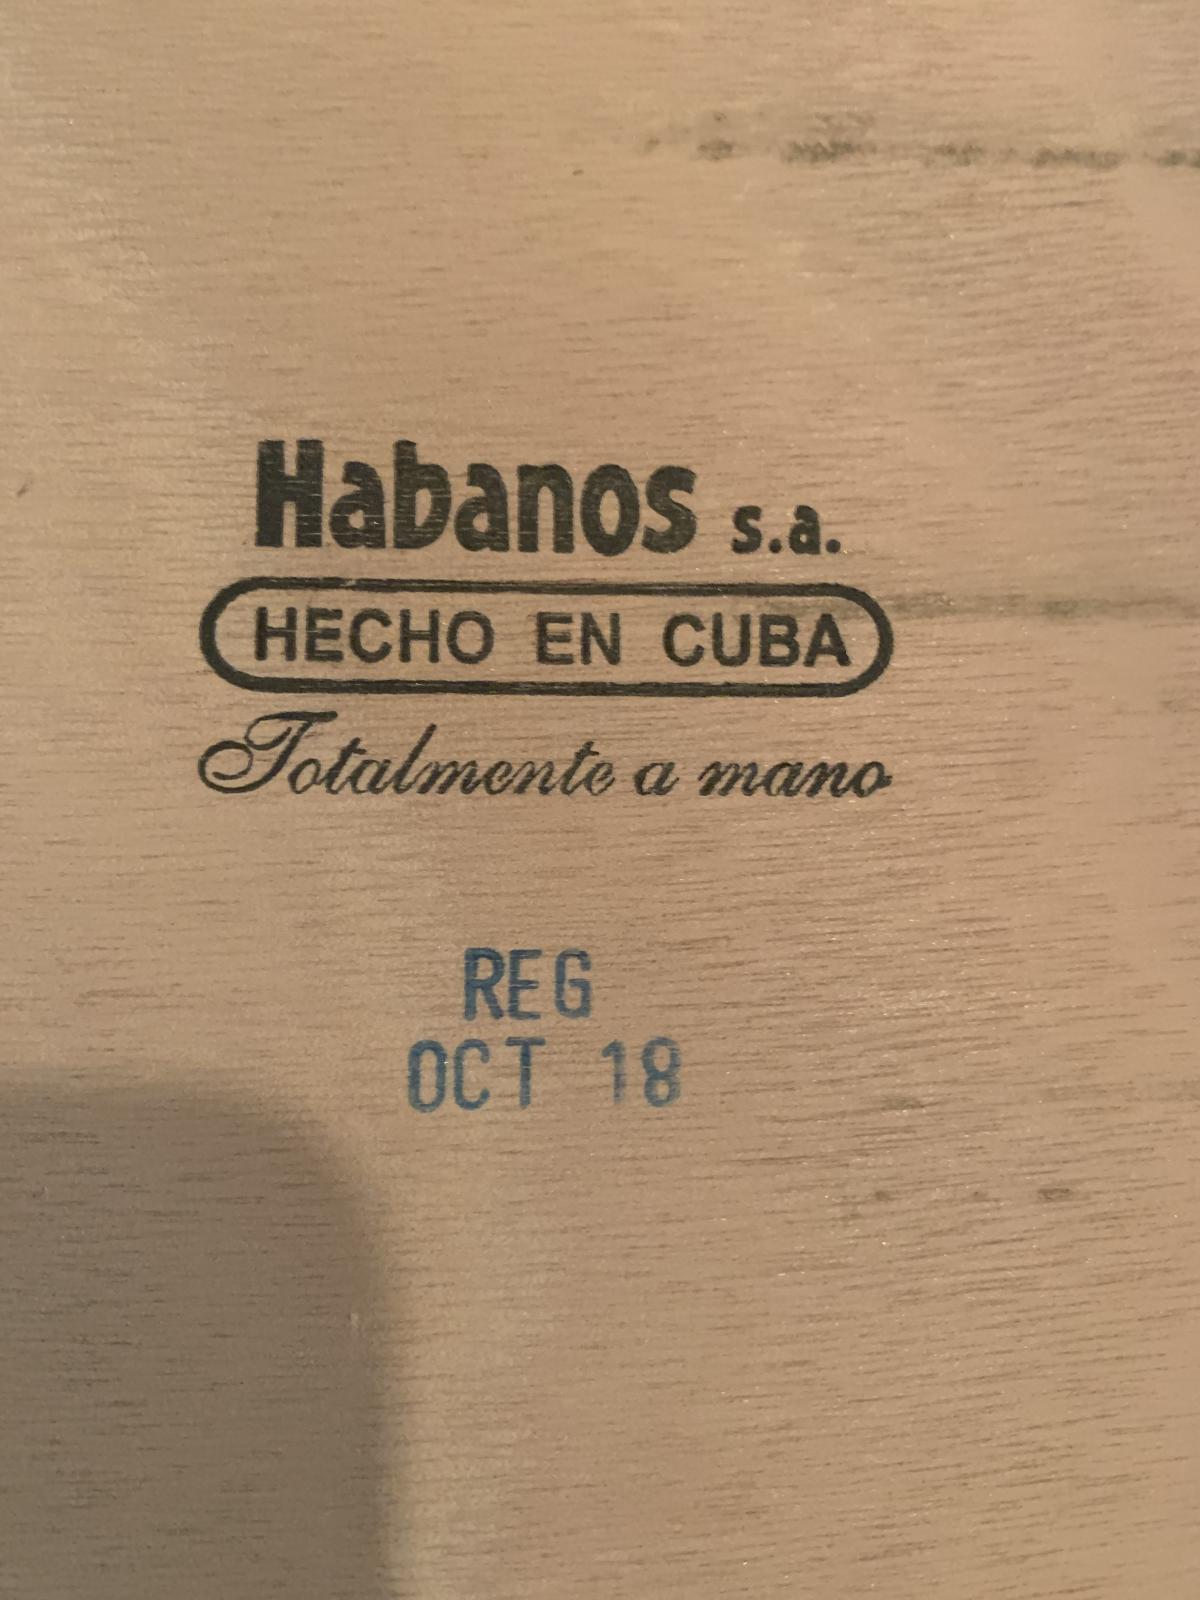 Habanos s.a.
HECHO EN CUBA
Totalmente a mano
REG
OCT 18